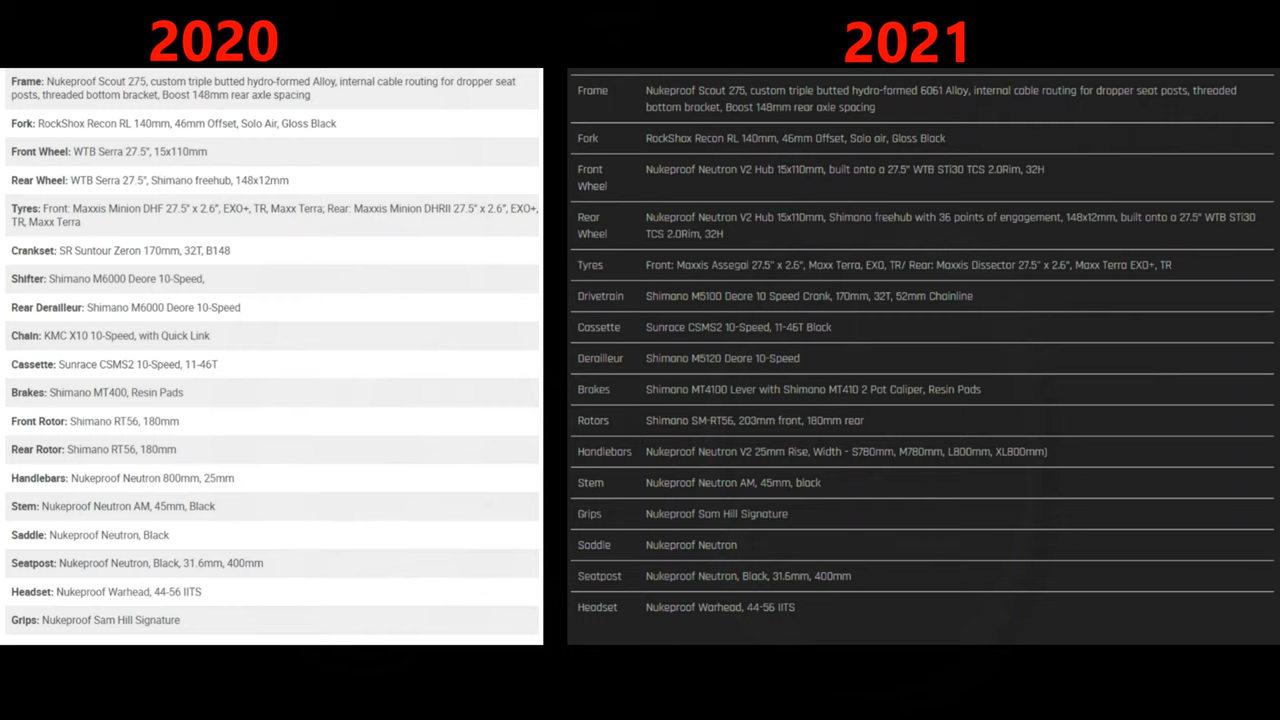 2020
Frame: Nukeproof Scout 275, custom triple butted hydro-formed Alloy, internal cable routing for dropper seat
posts, threaded bottom bracket, Boost 148mm rear axle spacing
Fork: RockShox Recon RL 140mm, 46mm Offset, Solo Air, Gloss Black
Front Wheel: WTB Serra 27.5", 15x110mm
Rear Wheel: WTB Serra 27.5", Shimano freehub, 148x12mm
Tyres: Front: Maxxis Minion DHF 27.5" x 2.6", EXO+, TR, Maxx Terra; Rear: Maxxis Minion DHRII 27.5" x 2.6", EXO+,
TR, Maxx Terra
Crankset: SR Suntour Zeron 170mm, 32T, B148
Shifter: Shimano M6000 Deore 10-Speed,
Rear Derailleur: Shimano M6000 Deore 10-Speed
Chain: KMC X10 10-Speed, with Quick Link
Cassette: Sunrace CSMS2 10-Speed, 11-46T
Brakes: Shimano MT400, Resin Pads
Front Rotor: Shimano RT56, 180mm
Rear Rotor: Shimano RT56, 180mm
Handlebars: Nukeproof Neutron 800mm, 25mm
Stem: Nukeproof Neutron AM, 45mm, Black
Saddle: Nukeproof Neutron, Black
Seatpost: Nukeproof Neutron, Black, 31.6mm, 400mm
Headset: Nukeproof Warhead, 44-56 IITS
Grips: Nukeproof Sam Hill Signature
2021
Frame Nukeproof Scout 275, custom triple butted hydro-formed 6061 Alloy, internal cable routing for dropper seat posts, threaded
bottom bracket, Boost 148mm rear axle spacing
Fork RockShox Recon RL 140mm, 46mm Offset, Solo air, Gloss Black
Front Nukeproof Neutron V2 Hub 15x110mm, built onto a 27.5" WTB STi30 TCS 2.0Rim, 32H
Wheel
Rear Nukeproof Neutron V2 Hub 15x110mm, Shimano freehub with 36 points of engagement, 148x12mm, built onto a 27.5" WTB STi30
Wheel TCS 2.0Rim, 32H
Tyres Front: Maxxis Assegai 27.5" x 2.6", Maxx Terra, EXO, TR/ Rear: Maxxis Dissector 27.5" x 2.6", Maxx Terra EXO+, TR
Drivetrain Shimano M5100 Deore 10 Speed Crank, 170mm, 32T, 52mm Chainline
Cassette Sunrace CSMS2 10-Speed, 11-46T Black
Derailleur Shimano M5120 Deore 10-Speed
Brakes Shimano MT4100 Lever with Shimano MT410 2 Pot Caliper, Resin Pads
Rotors Shimano SM-RT56, 203mm front, 180mm rear
Handlebars Nukeproof Neutron V2 25mm Rise, Width - S780mm, M780mm, L800mm, XL800mm)
Stem Nukeproof Neutron AM, 45mm, black
Grips Nukeproof Sam Hill Signature
Saddle Nukeproof Neutron
Seatpost Nukeproof Neutron, Black, 31.6mm, 400mm
Headset Nukeproof Warhead, 44-56 IITS